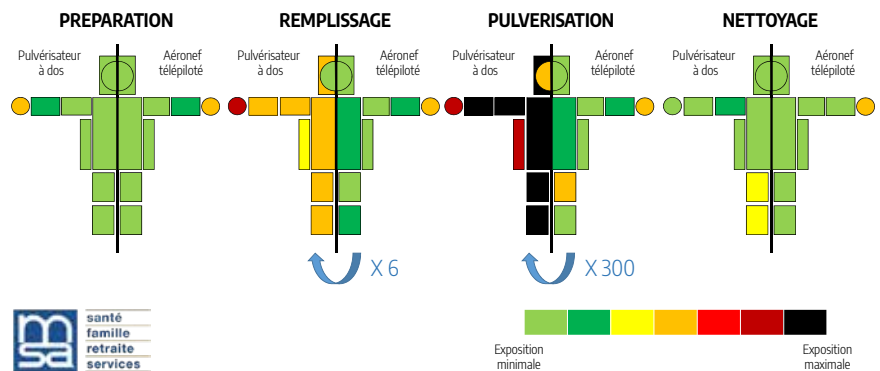 PREPARATION
REMPLISSAGE
PULVERISATION
NETTOYAGE
Pulvérisateur
à dos
Aéronef
télépiloté
Pulvérisateur
à dos
Aéronef
télépiloté
Pulvérisateur
à dos
Aéronef
télépiloté
Pulvérisateur
à dos
Aéronef
télépiloté
X 6
X 300
msa
santé
famille
retraite
services
Exposition
minimale
Exposition
maximale